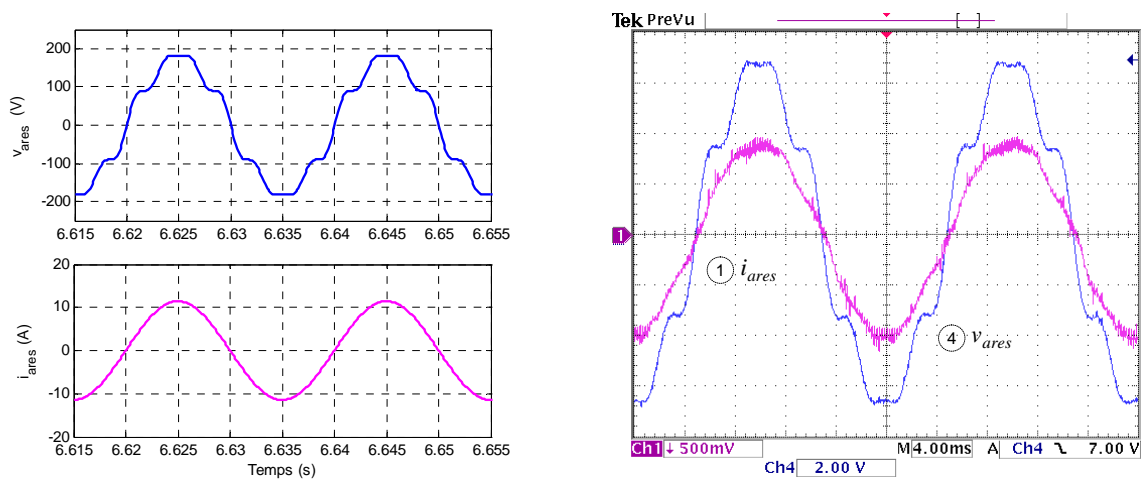 200
100
0
-100
-200
v_ares (V)
6.615 6.62 6.625 6.63 6.635 6.64 6.645 6.65 6.655
20
10
0
-10
-20
i_ares (A)
6.615 6.62 6.625 6.63 6.635 6.64 6.645 6.65 6.655
Temps (s)
Tek PreVu
1
1 i_ares
4 v_ares
Ch1 500mV M 4.00ms A Ch4 7.00 V
Ch4 2.00 V